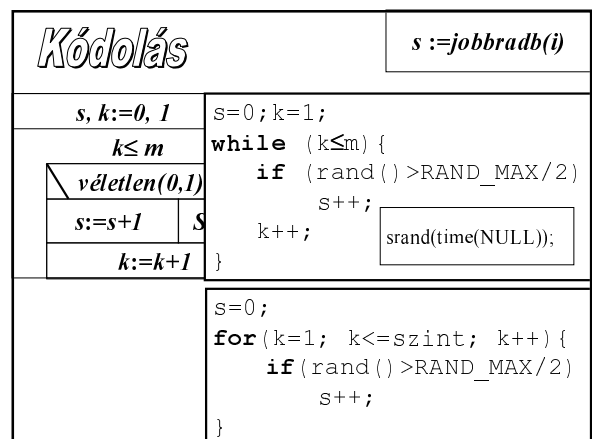 Kódolás
s :=jobbradb(i)
s, k:=0, 1
k≤ m
véletlen(0,1)
s:=s+1
S
k:=k+1
s=0;k=1;
while (k≤m){
if (rand()>RAND_MAX/2)
s++;
k++;
srand(time(NULL));
}
s=0;
for(k=1; k<=szint; k++){
if(rand()>RAND_MAX/2)
s++;
}